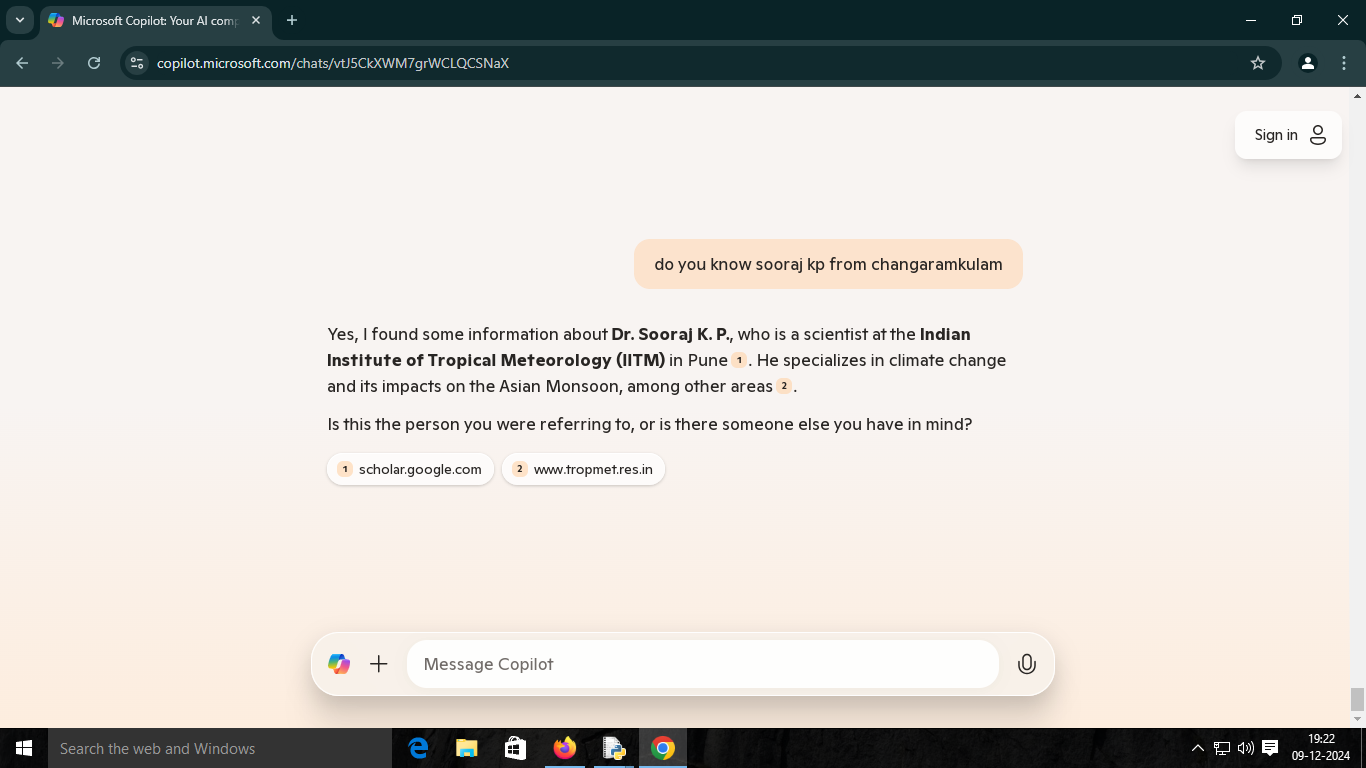 Microsoft Copilot: Your AI comp
copilot.microsoft.com/chats/vtJ5CkXWM7grWCLQCSNaX
Sign in
do you know sooraj kp from changaramkulam
Yes, I found some information about Dr. Sooraj K. P., who is a scientist at the Indian
Institute of Tropical Meteorology (IITM) in Pune 1. He specializes in climate change
and its impacts on the Asian Monsoon, among other areas 2.
Is this the person you were referring to, or is there someone else you have in mind?
1 scholar.google.com 2 www.tropmet.res.in
Message Copilot
Search the web and Windows
19:22
09-12-2024